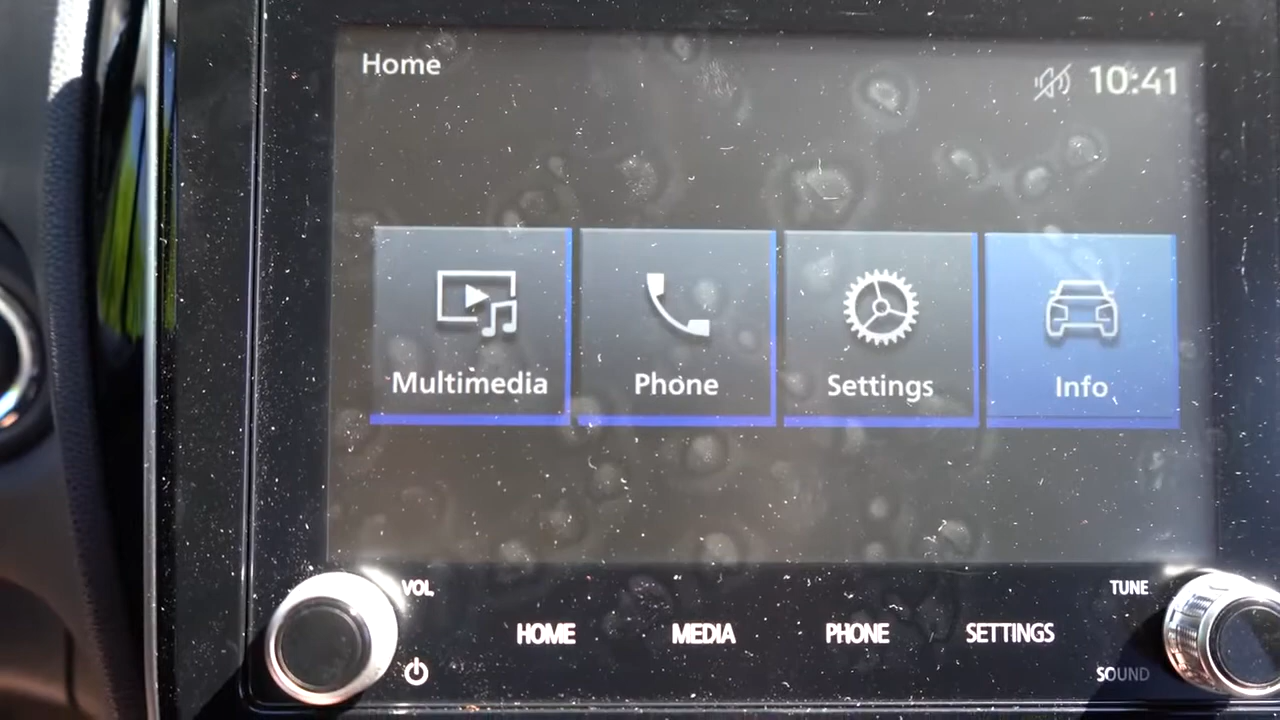 Home
10:41
Multimedia
Phone
Settings
Info
VOL
TUNE
HOME
MEDIA
PHONE
SETTINGS
SOUND